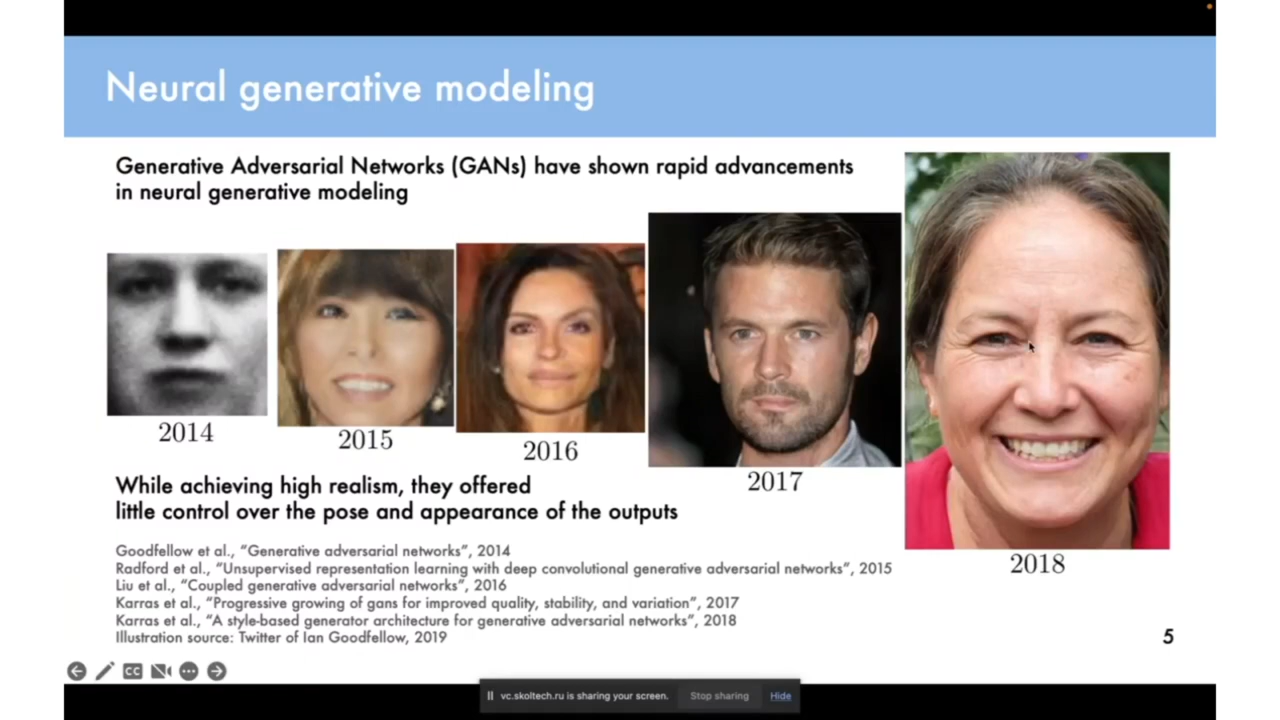 Neural generative modeling
Generative Adversarial Networks (GANs) have shown rapid advancements
in neural generative modeling
2014
2015
2016
2017
2018
While achieving high realism, they offered
little control over the pose and appearance of the outputs
Goodfellow et al., “Generative adversarial networks”, 2014
Radford et al., “Unsupervised representation learning with deep convolutional generative adversarial networks”, 2015
Liu et al., “Coupled generative adversarial networks”, 2016
Karras et al., “Progressive growing of gans for improved quality, stability, and variation”, 2017
Karras et al., “A style-based generator architecture for generative adversarial networks”, 2018
Illustration source: Twitter of Ian Goodfellow, 2019
5
CC
vc.skoltech.ru is sharing your screen.
Stop sharing
Hide